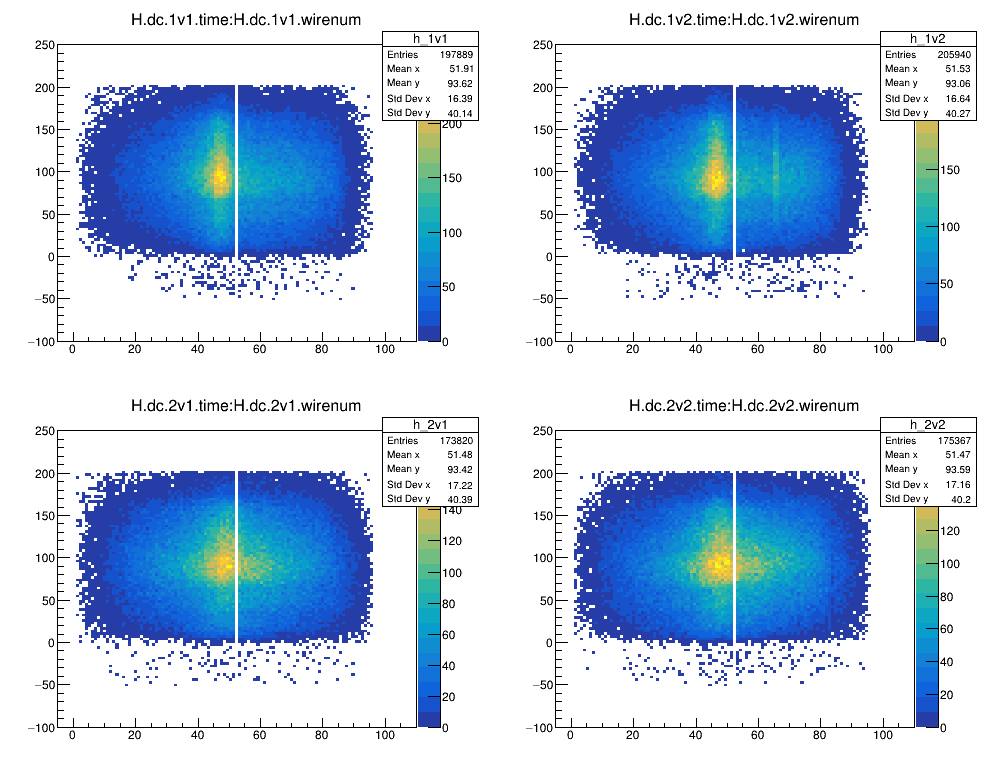 H.dc.1v1.time:H.dc.1v1.wirenum
h_1v1
Entries 197889
Mean x 51.91
Mean y 93.62
Std Dev x 16.39
Std Dev y 40.14
250
200
150
100
50
0
−50
−100
0 20 40 60 80 100
200
150
100
50
0
H.dc.1v2.time:H.dc.1v2.wirenum
h_1v2
Entries 205940
Mean x 51.53
Mean y 93.06
Std Dev x 16.64
Std Dev y 40.27
250
200
150
100
50
0
−50
−100
0 20 40 60 80 100
150
100
50
0
H.dc.2v1.time:H.dc.2v1.wirenum
h_2v1
Entries 173820
Mean x 51.48
Mean y 93.42
Std Dev x 17.22
Std Dev y 40.39
250
200
150
100
50
0
−50
−100
0 20 40 60 80 100
140
120
100
80
60
40
20
0
H.dc.2v2.time:H.dc.2v2.wirenum
h_2v2
Entries 175367
Mean x 51.47
Mean y 93.59
Std Dev x 17.16
Std Dev y 40.2
250
200
150
100
50
0
−50
−100
0 20 40 60 80 100
120
100
80
60
40
20
0